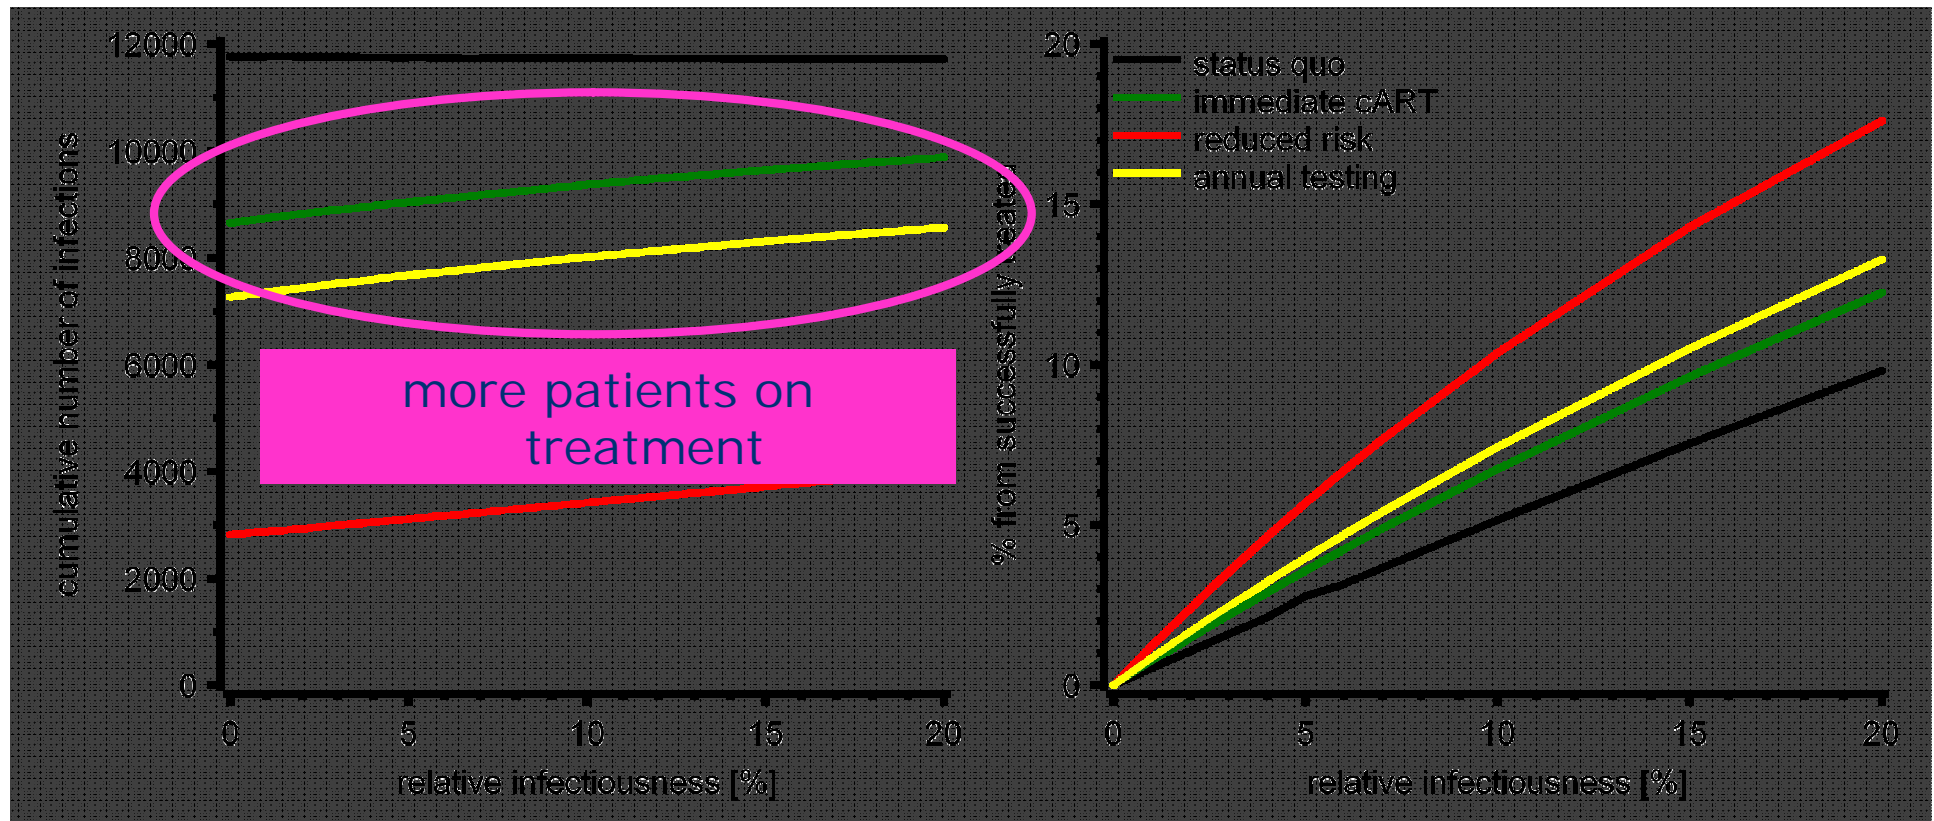 12000
10000
8000
6000
4000
2000
0
cumulative number of infections
0 5 10 15 20
relative infectiousness [%]
more patients on
treatment
20
15
10
5
0
% from successfully treated
status quo
immediate cART
reduced risk
annual testing
0 5 10 15 20
relative infectiousness [%]